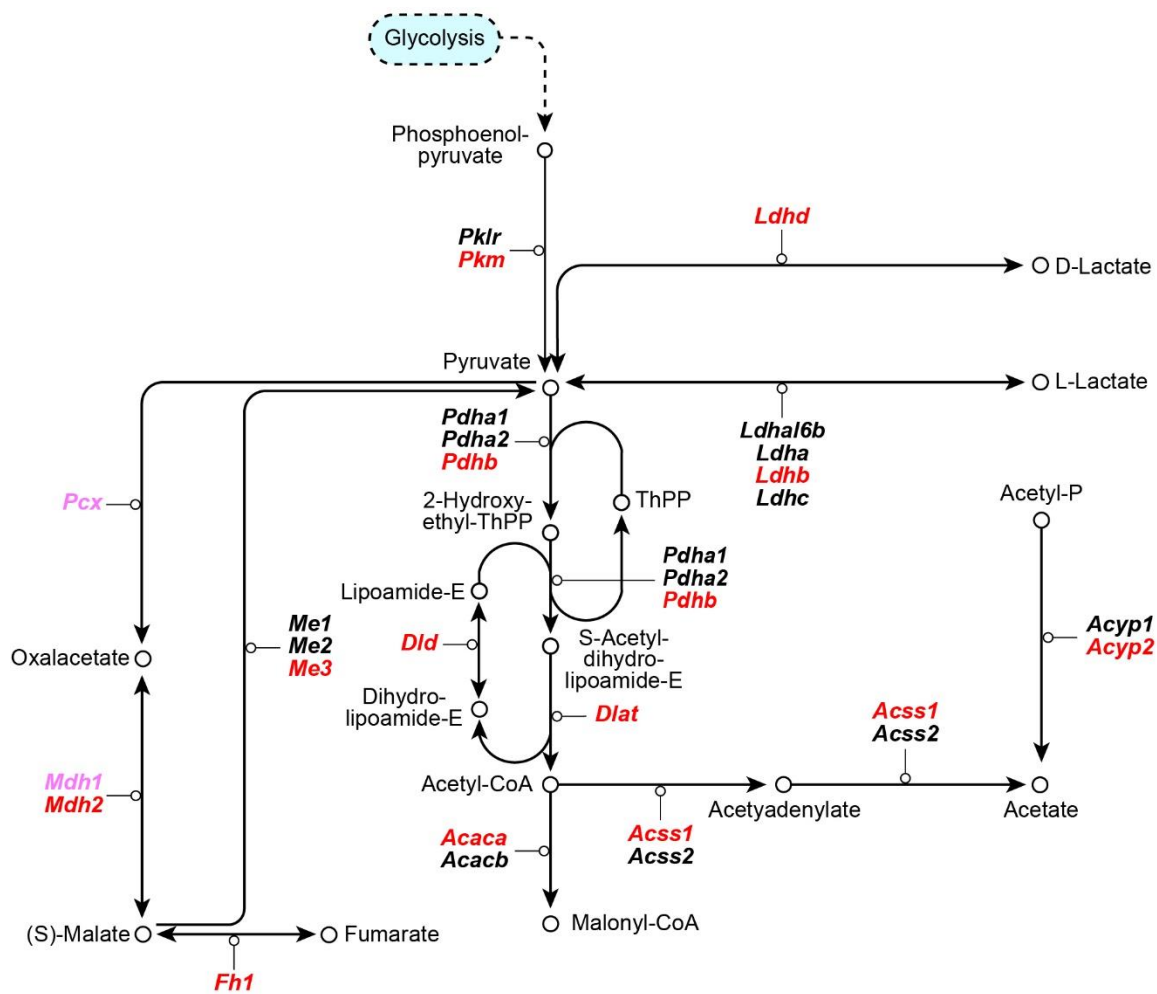 Glycolysis
Phosphoenol-
pyruvate
Pklr
Pkm
Ldhd
D-Lactate
Pyruvate
L-Lactate
Pdha1
Pdha2
Pdhb
Ldhal6b
Ldha
Ldhb
Ldhc
Pcx
2-Hydroxy-
ethyl-ThPP
ThPP
Acetyl-P
Pdha1
Pdha2
Pdhb
Lipoamide-E
Me1
Me2
Me3
Dld
S-Acetyl-
dihydro-
lipoamide-E
Acyp1
Acyp2
Oxalacetate
Dihydro-
lipoamide-E
Dlat
Acss1
Acss2
Mdh1
Mdh2
Acetyl-CoA
Acetyadenylate
Acetate
Acaca
Acacb
Acss1
Acss2
(S)-Malate
Fumarate
Malonyl-CoA
Fh1